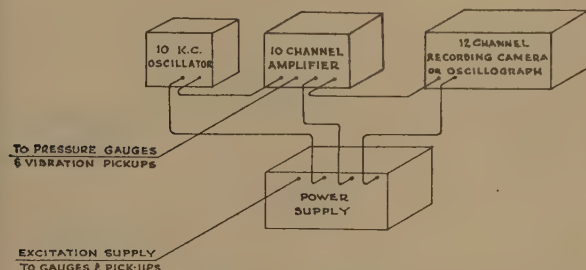 10 K.C.
OSCILLATOR
10 CHANNEL
AMPLIFIER
12 CHANNEL
RECORDING CAMERA
OR OSCILLOGRAPH
TO PRESSURE GAUGES
& VIBRATION PICKUPS
POWER
SUPPLY
EXCITATION SUPPLY
TO GAUGES & PICK-UPS